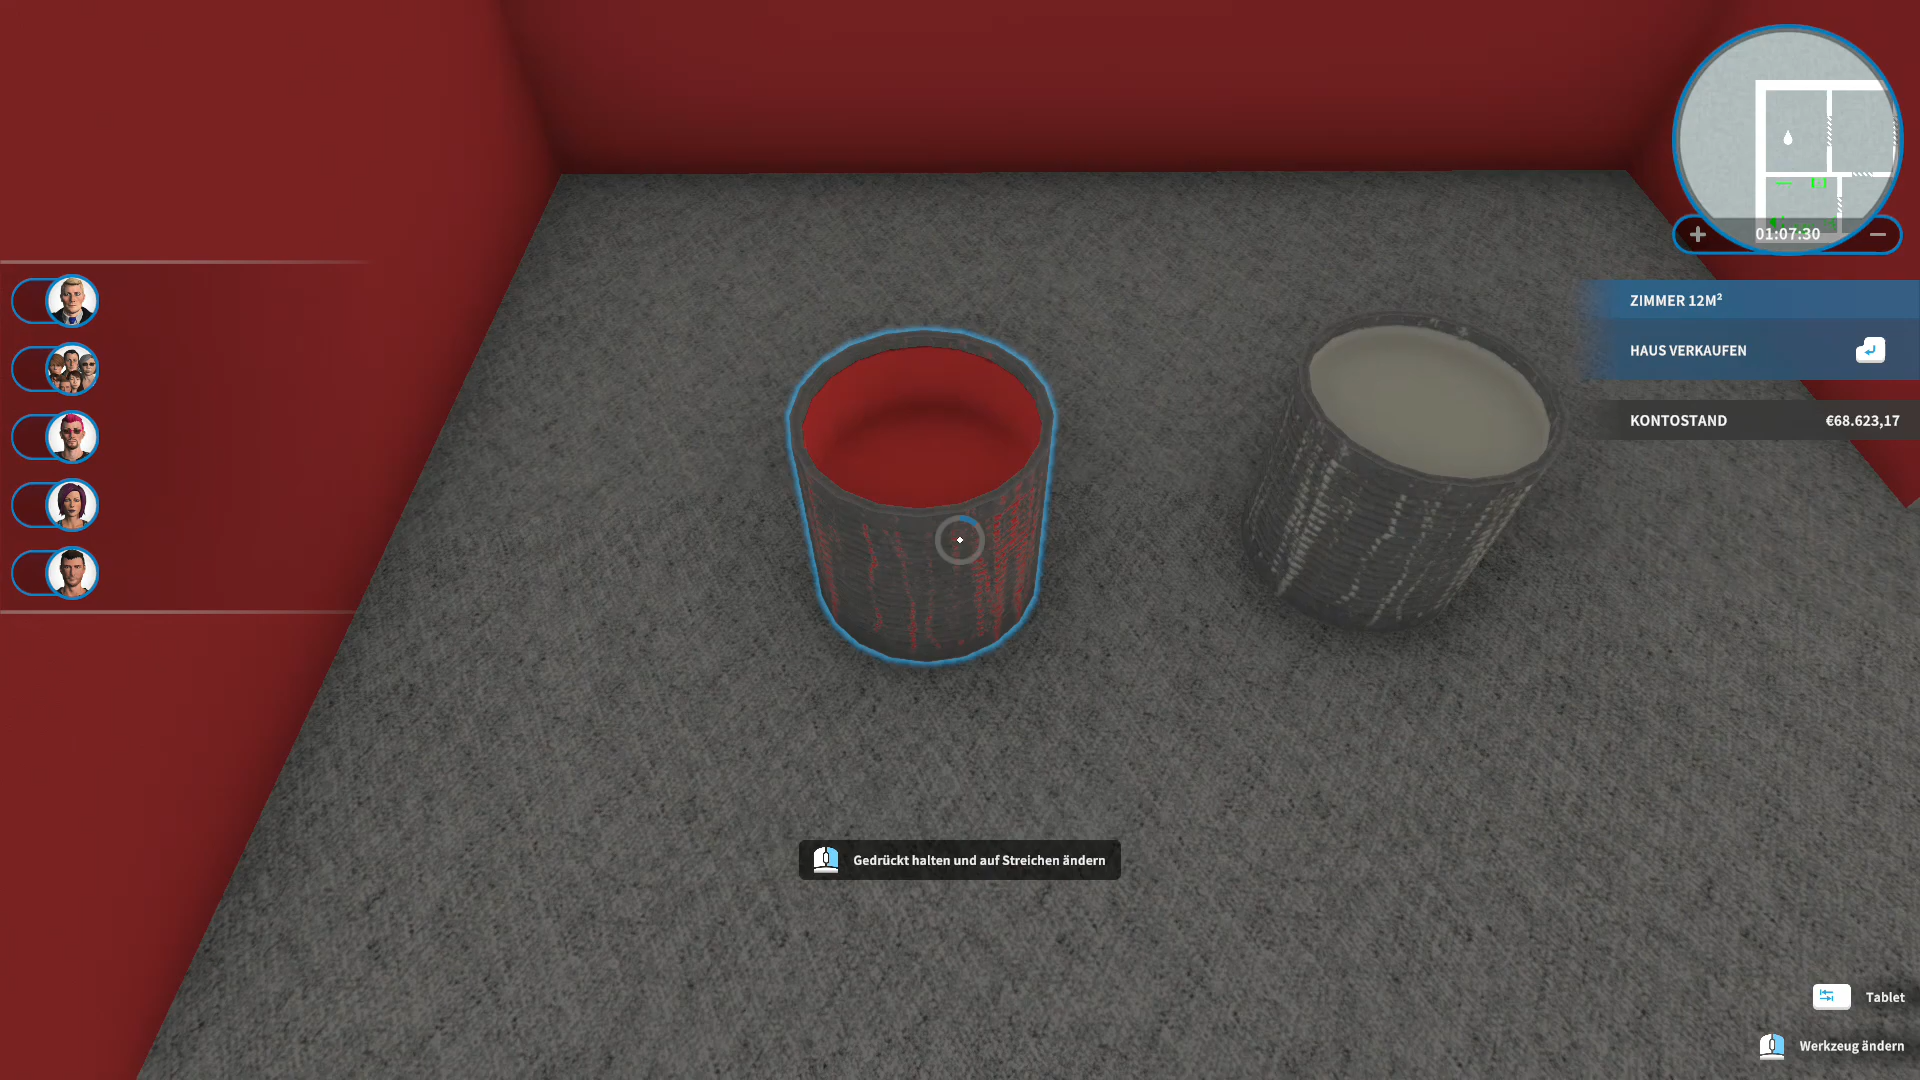 01:07:30
ZIMMER 12M²
HAUS VERKAUFEN
KONTOSTAND €68.623,17
Gedrückt halten und auf Streichen ändern
Tablet
Werkzeug ändern